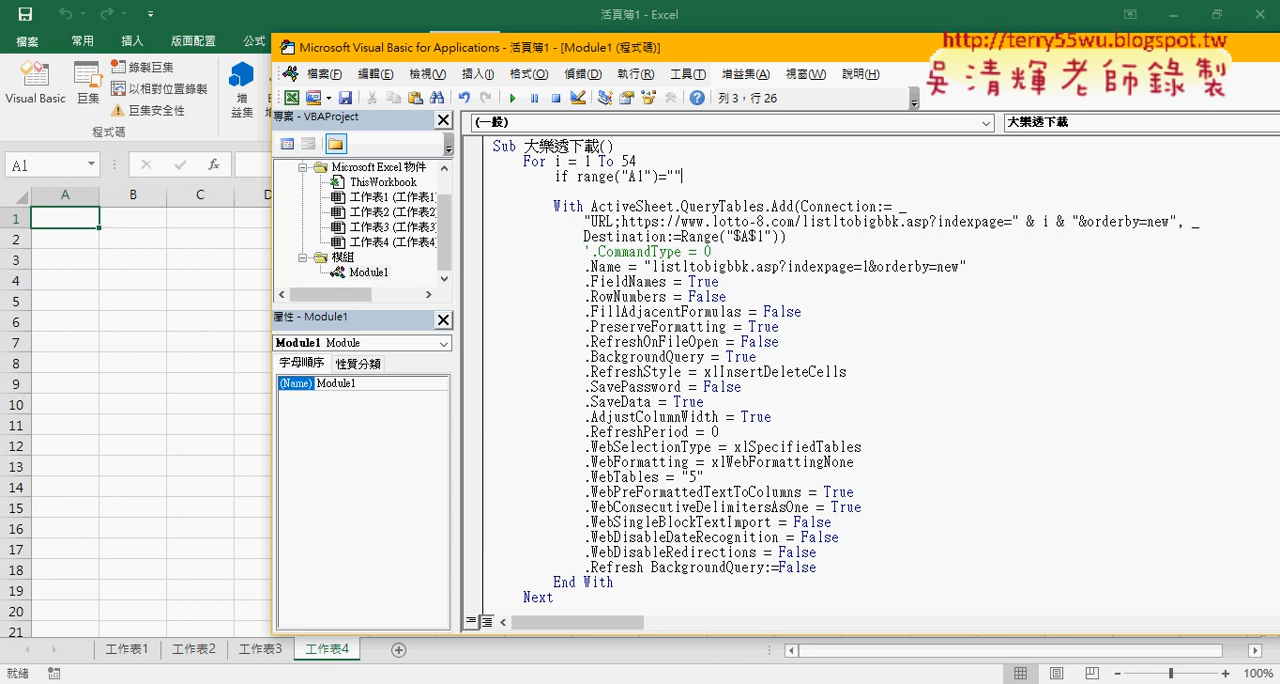 活頁簿1 - Excel
檔案 常用 插入 版面配置 公式
Visual Basic 巨集 錄製巨集
以相對位置錄製
巨集安全性
增益集
程式碼
http://terry55wu.blogspot.tw
吳清輝老師錄製
Microsoft Visual Basic for Applications - 活頁簿1 - [Module1 (程式碼)]
檔案(F) 編輯(E) 檢視(V) 插入(I) 格式(O) 偵錯(D) 執行(R) 工具(T) 增益集(A) 視窗(W) 說明(H)
列 3，行 26
專案 - VBAProject
Microsoft Excel 物件
ThisWorkbook
工作表1 (工作表1)
工作表2 (工作表2)
工作表3 (工作表3)
工作表4 (工作表4)
模組
Module1
屬性 - Module1
Module1 Module
字母順序 性質分類
(Name) Module1
(一般) 大樂透下載
Sub 大樂透下載()
For i = 1 To 54
if range("A1")=""
With ActiveSheet.QueryTables.Add(Connection:= _
"URL;https://www.lotto-8.com/listltobigbbk.asp?indexpage=" & i & "&orderby=new", _
Destination:=Range("$A$1"))
'.CommandType = 0
.Name = "listltobigbbk.asp?indexpage=1&orderby=new"
.FieldNames = True
.RowNumbers = False
.FillAdjacentFormulas = False
.PreserveFormatting = True
.RefreshOnFileOpen = False
.BackgroundQuery = True
.RefreshStyle = xlInsertDeleteCells
.SavePassword = False
.SaveData = True
.AdjustColumnWidth = True
.RefreshPeriod = 0
.WebSelectionType = xlSpecifiedTables
.WebFormatting = xlWebFormattingNone
.WebTables = "5"
.WebPreFormattedTextToColumns = True
.WebConsecutiveDelimitersAsOne = True
.WebSingleBlockTextImport = False
.WebDisableDateRecognition = False
.WebDisableRedirections = False
.Refresh BackgroundQuery:=False
End With
Next
A1 fx
A B C D
1
2
3
4
5
6
7
8
9
10
11
12
13
14
15
16
17
18
19
20
21
工作表1 工作表2 工作表3 工作表4
就緒 100%